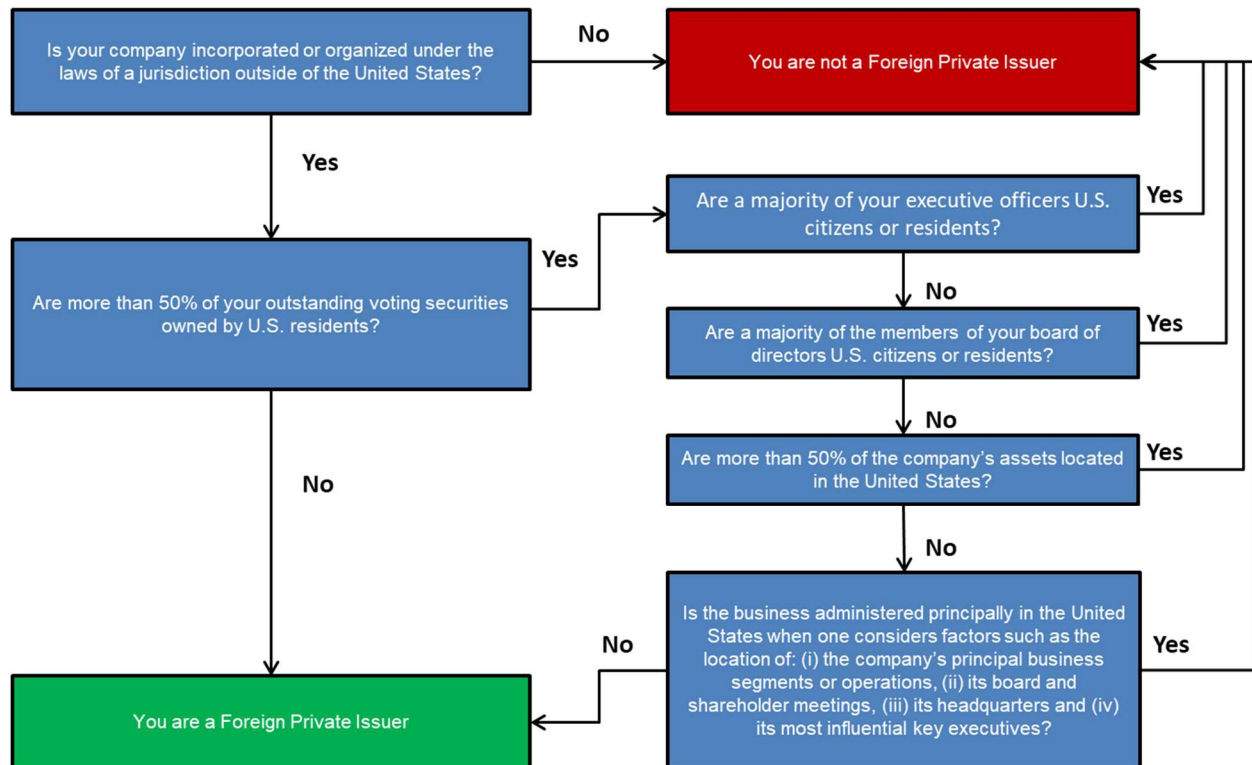 Is your company incorporated or organized under the
laws of a jurisdiction outside of the United States?
No
You are not a Foreign Private Issuer
Yes
Are a majority of your executive officers U.S.
citizens or residents?
Yes
Yes
Are more than 50% of your outstanding voting securities
owned by U.S. residents?
No
Are a majority of the members of your board of
directors U.S. citizens or residents?
Yes
No
Are more than 50% of the company’s assets located
in the United States?
Yes
No
No
Is the business administered principally in the United
States when one considers factors such as the
location of: (i) the company’s principal business
segments or operations, (ii) its board and
shareholder meetings, (iii) its headquarters and (iv)
its most influential key executives?
Yes
No
You are a Foreign Private Issuer